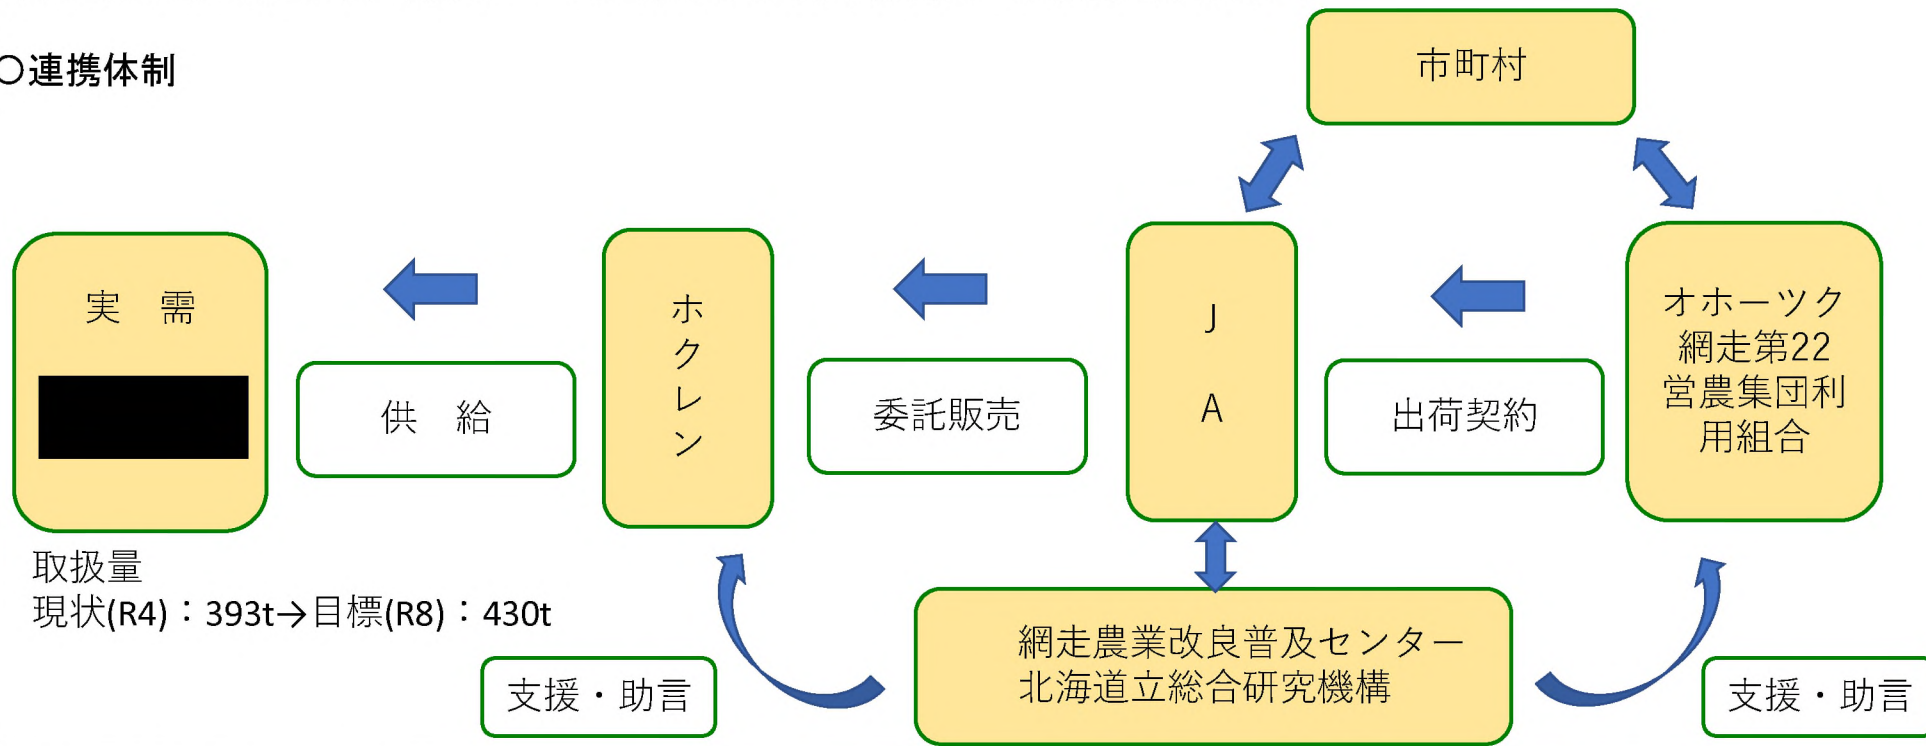 ○連携体制
市町村
実　需
供　給
ホクレン
委託販売
JA
出荷契約
オホーツク
網走第22
営農集団利
用組合
取扱量
現状(R4)：393t→目標(R8)：430t
支援・助言
網走農業改良普及センター
北海道立総合研究機構
支援・助言